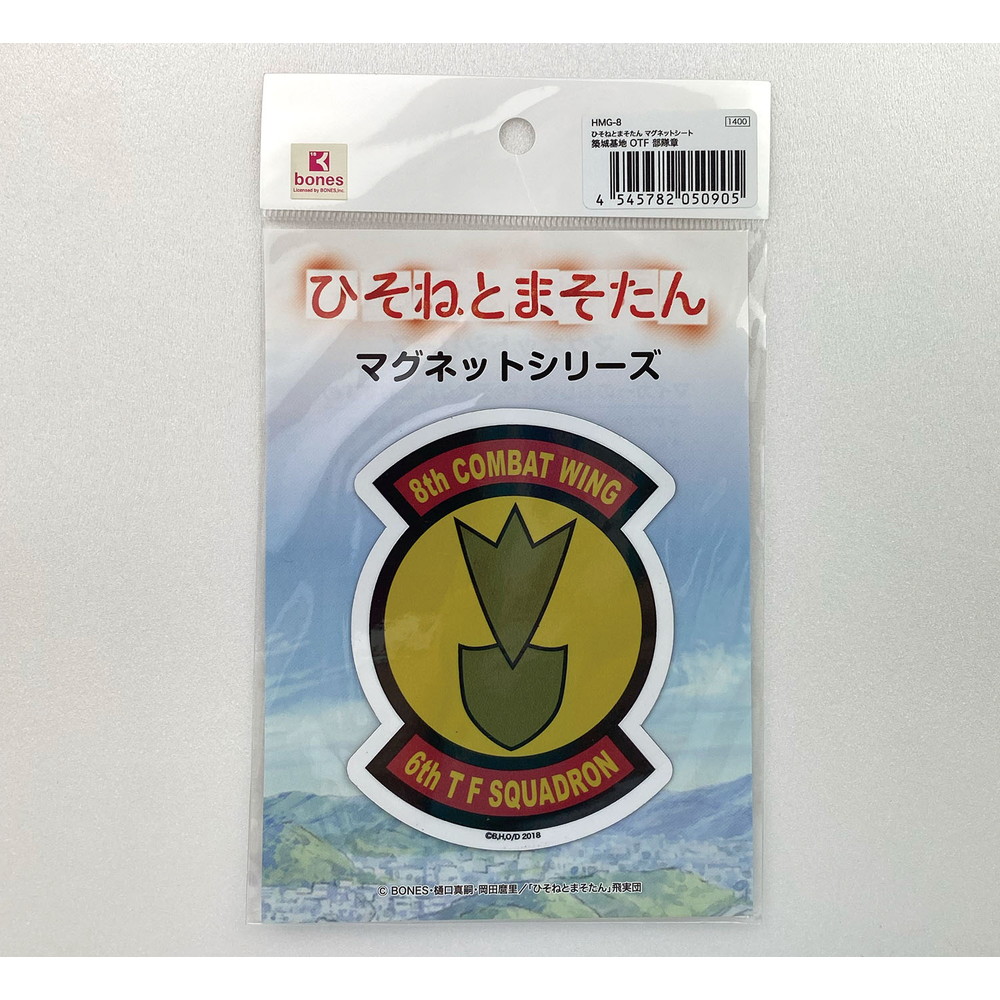 HMG-8
1400
ひそねとまそたん マグネットシート
築城基地 OTF 部隊章
4 545782 050905
bones
Licensed by BONES,Inc.
ひそねとまそたん
マグネットシリーズ
8th COMBAT WING
6th T F SQUADRON
©B,H,O/D 2018
© BONES・樋口真嗣・岡田麿里/「ひそねとまそたん」飛実団